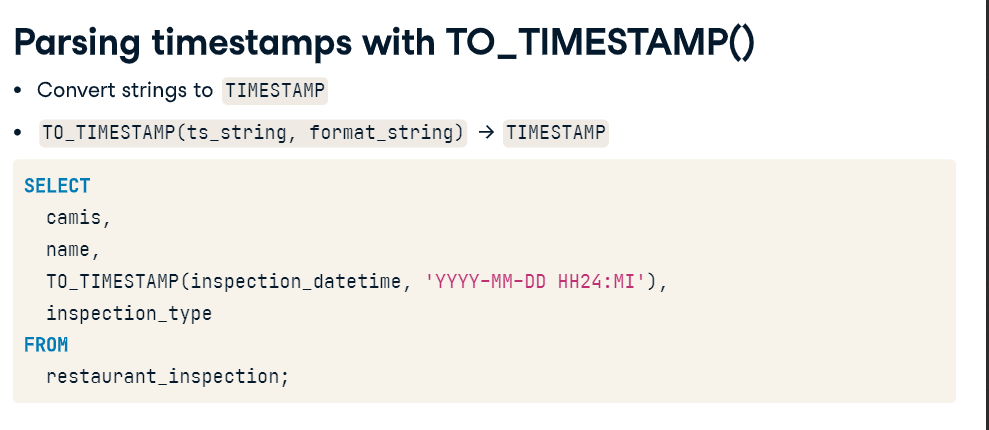 Parsing timestamps with TO_TIMESTAMP()
• Convert strings to TIMESTAMP
• TO_TIMESTAMP(ts_string, format_string) → TIMESTAMP
SELECT
  camis,
  name,
  TO_TIMESTAMP(inspection_datetime, 'YYYY-MM-DD HH24:MI'),
  inspection_type
FROM
  restaurant_inspection;